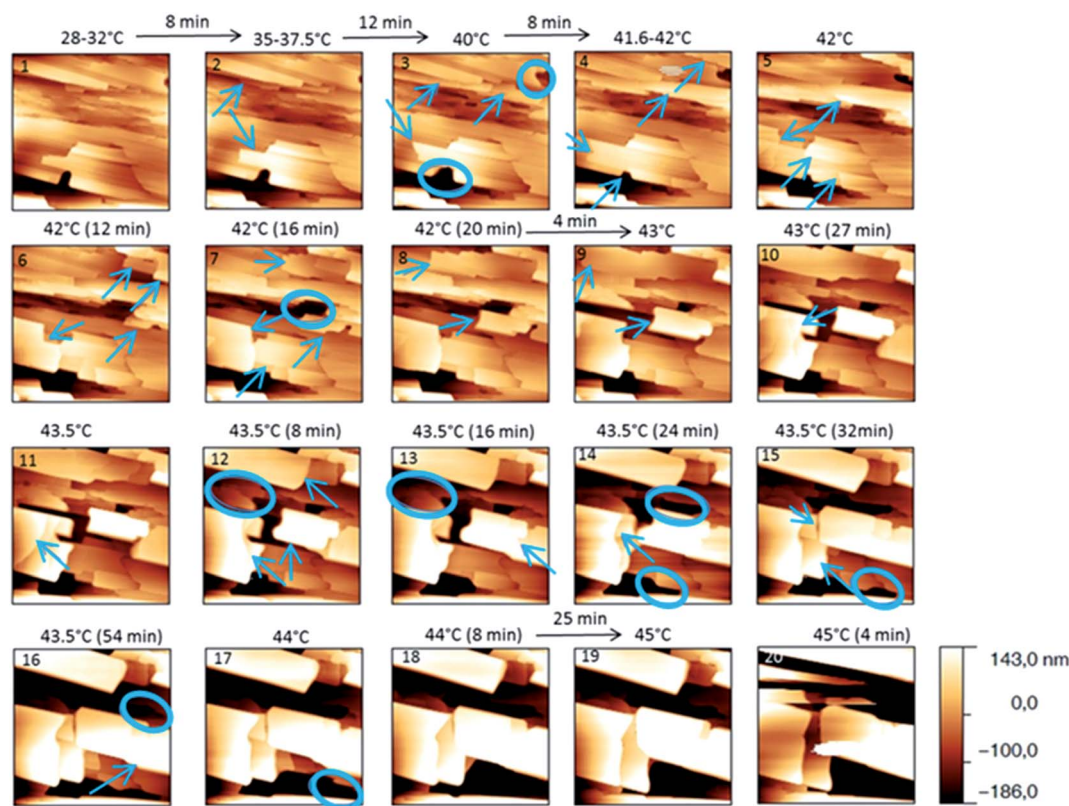 8 min 12 min 8 min
28-32°C 35-37.5°C 40°C 41.6-42°C 42°C
1 2 3 4 5
4 min
42°C (12 min) 42°C (16 min) 42°C (20 min) 43°C 43°C (27 min)
6 7 8 9 10
43.5°C 43.5°C (8 min) 43.5°C (16 min) 43.5°C (24 min) 43.5°C (32min)
11 12 13 14 15
25 min
43.5°C (54 min) 44°C 44°C (8 min) 45°C 45°C (4 min)
16 17 18 19 20
143,0 nm
0,0
−100,0
−186,0